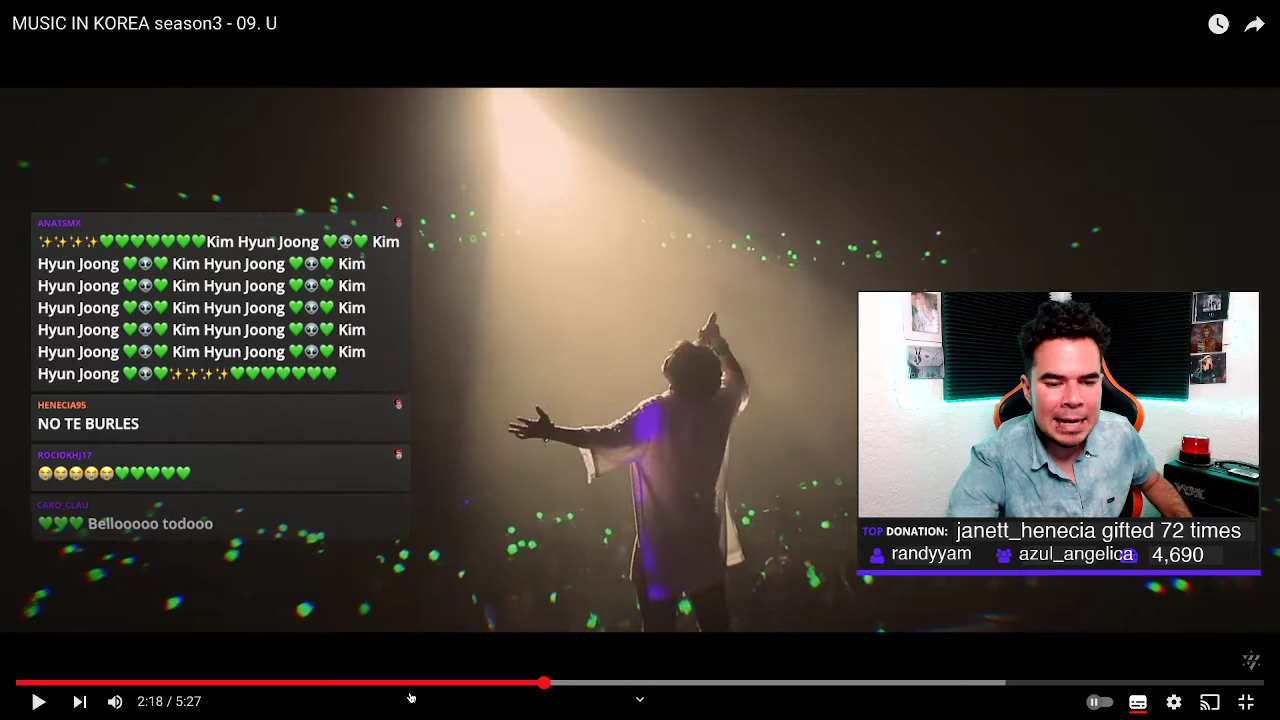 MUSIC IN KOREA season3 - 09. U
ANATSMX
✨✨✨✨💚💚💚💚💚💚💚Kim Hyun Joong 💚👽💚 Kim
Hyun Joong 💚👽💚 Kim Hyun Joong 💚👽💚 Kim
Hyun Joong 💚👽💚 Kim Hyun Joong 💚👽💚 Kim
Hyun Joong 💚👽💚 Kim Hyun Joong 💚👽💚 Kim
Hyun Joong 💚👽💚 Kim Hyun Joong 💚👽💚 Kim
Hyun Joong 💚👽💚 Kim Hyun Joong 💚👽💚 Kim
Hyun Joong 💚👽💚✨✨✨✨💚💚💚💚💚💚💚
HENECIA95
NO TE BURLES
ROCIOKHJ17
😭😭😭😭😭💚💚💚💚💚
CARO_CLAU
💚💚💚 Bellooooo todooo
VOX
TOP DONATION: janett_henecia gifted 72 times
randyyam azul_angelica 4,690
2:18 / 5:27